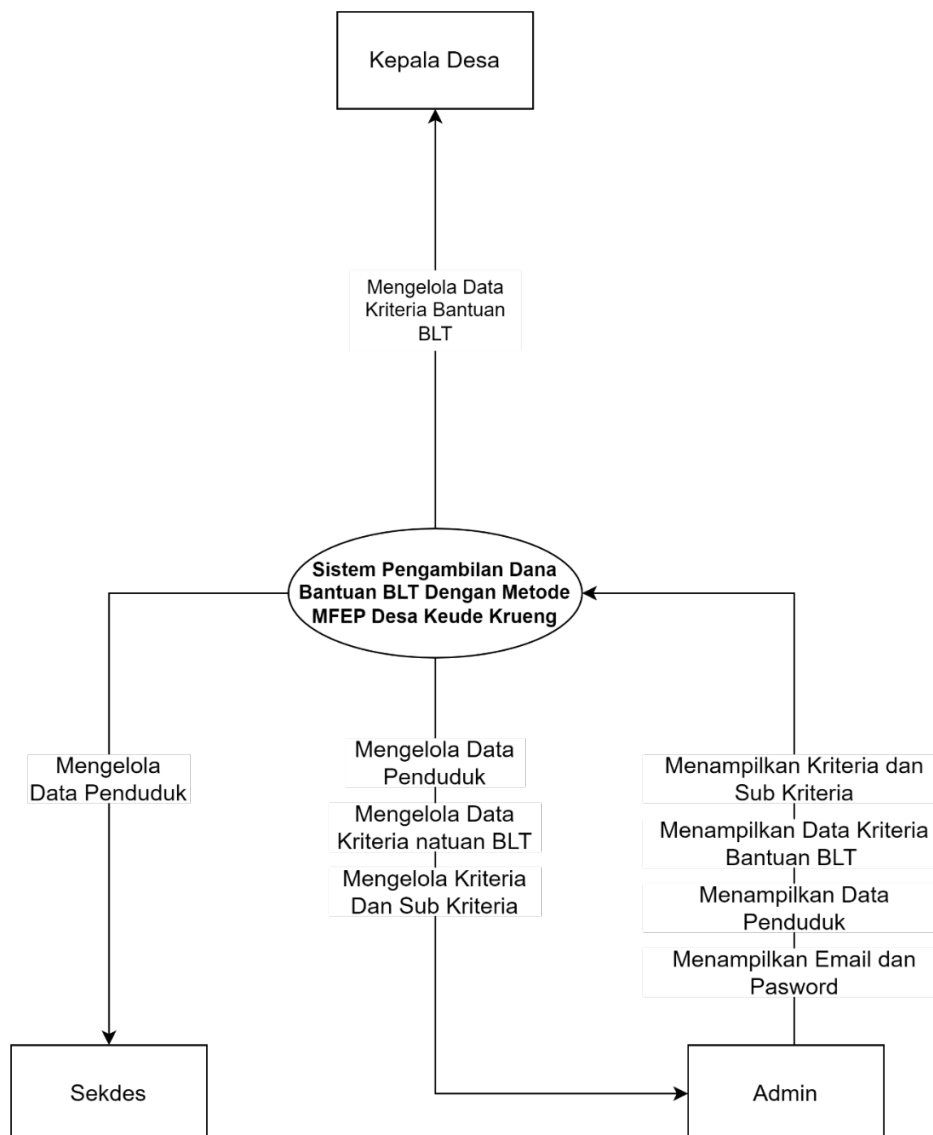 Kepala Desa
Mengelola Data
Kriteria Bantuan
BLT
Sistem Pengambilan Dana
Bantuan BLT Dengan Metode
MFEP Desa Keude Krueng
Mengelola
Data Penduduk
Mengelola Data
Penduduk
Mengelola Data
Kriteria natuan BLT
Mengelola Kriteria
Dan Sub Kriteria
Menampilkan Kriteria dan
Sub Kriteria
Menampilkan Data Kriteria
Bantuan BLT
Menampilkan Data
Penduduk
Menampilkan Email dan
Pasword
Sekdes
Admin